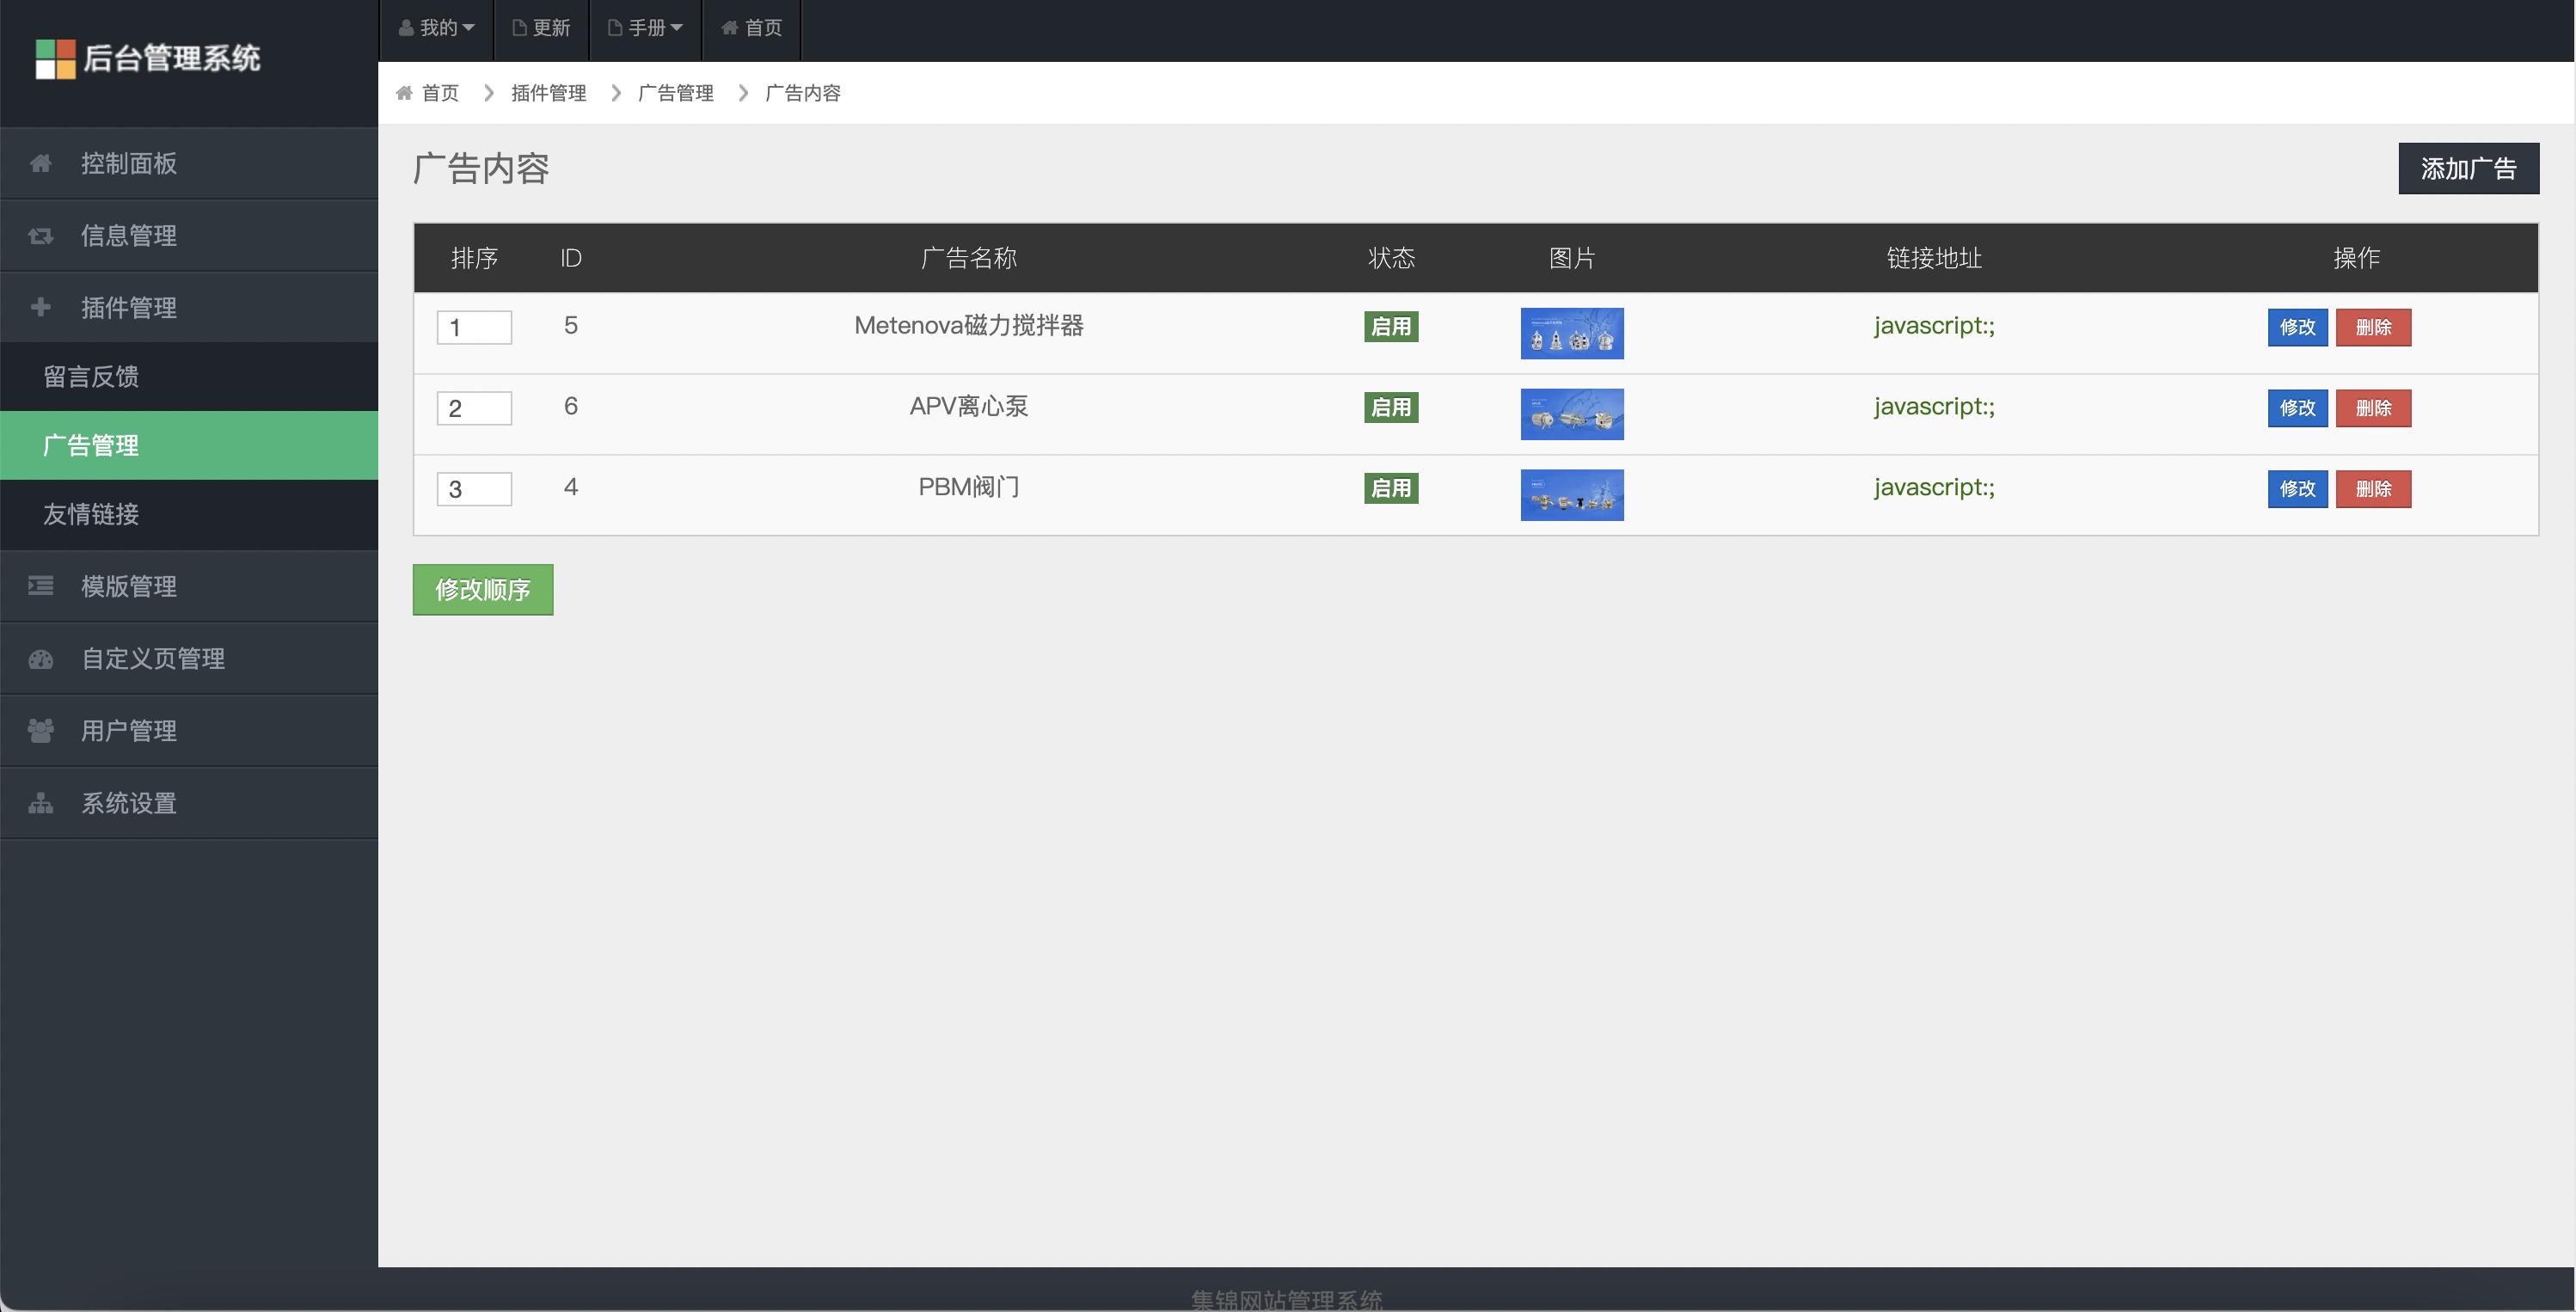 后台管理系统
我的 更新 手册 首页
首页 插件管理 广告管理 广告内容
控制面板
信息管理
插件管理
留言反馈
广告管理
友情链接
模版管理
自定义页管理
用户管理
系统设置
广告内容
添加广告
排序 ID 广告名称 状态 图片 链接地址 操作
1 5 Metenova磁力搅拌器 启用 javascript:; 修改 删除
2 6 APV离心泵 启用 javascript:; 修改 删除
3 4 PBM阀门 启用 javascript:; 修改 删除
修改顺序
集锦网站管理系统